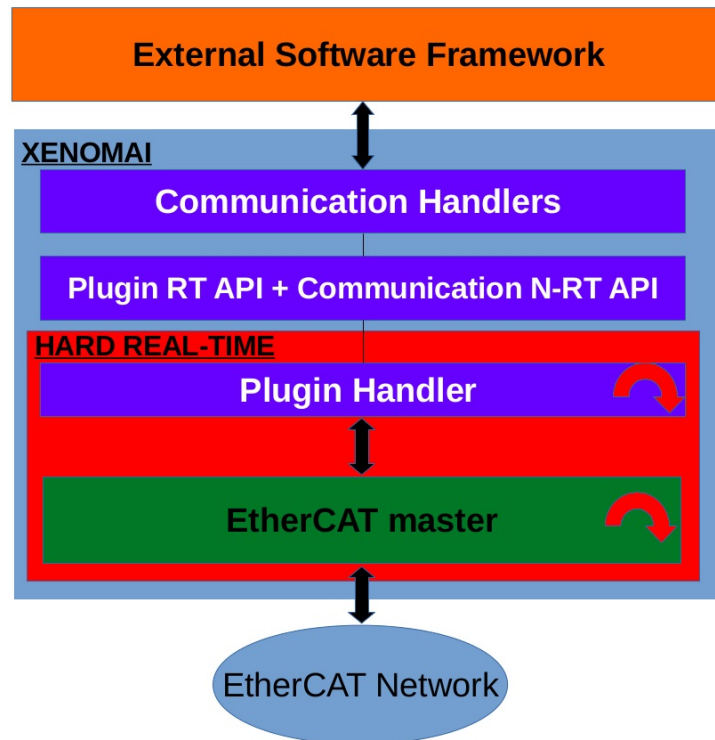 External Software Framework
XENOMAI
Communication Handlers
Plugin RT API + Communication N-RT API
HARD REAL-TIME
Plugin Handler
EtherCAT master
EtherCAT Network